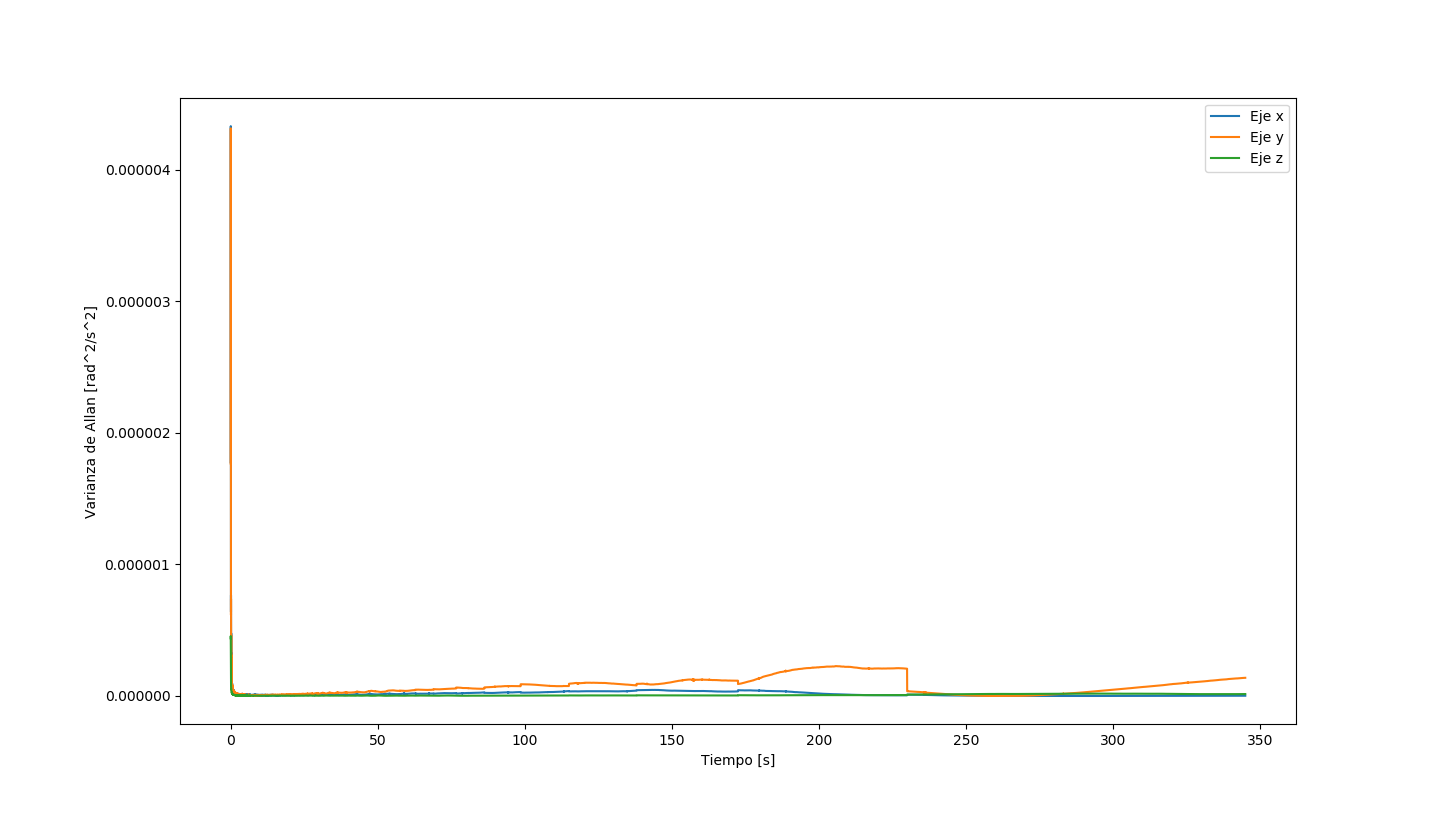 Eje x
Eje y
Eje z
0.000004
0.000003
0.000002
0.000001
0.000000
Varianza de Allan [rad^2/s^2]
0 50 100 150 200 250 300 350
Tiempo [s]